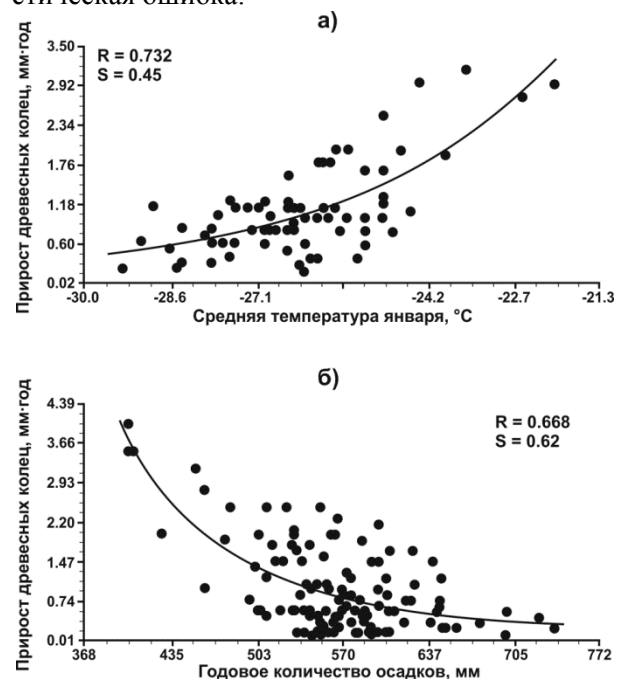 стическая ошибка.
а)
R = 0.732
S = 0.45
Прирост древесных колец, мм·год
3.50
2.92
2.34
1.76
1.18
0.60
0.02
-30.0 -28.6 -27.1 -24.2 -22.7 -21.3
Средняя температура января, °C
б)
R = 0.668
S = 0.62
Прирост древесных колец, мм·год
4.39
3.66
2.93
2.20
1.47
0.74
0.01
368 435 503 570 637 705 772
Годовое количество осадков, мм